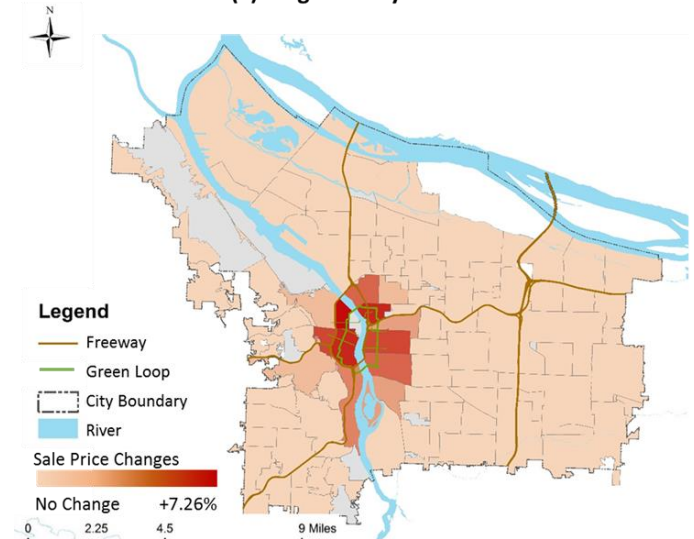 N
Legend
Freeway
Green Loop
City Boundary
River
Sale Price Changes
No Change +7.26%
0 2.25 4.5 9 Miles